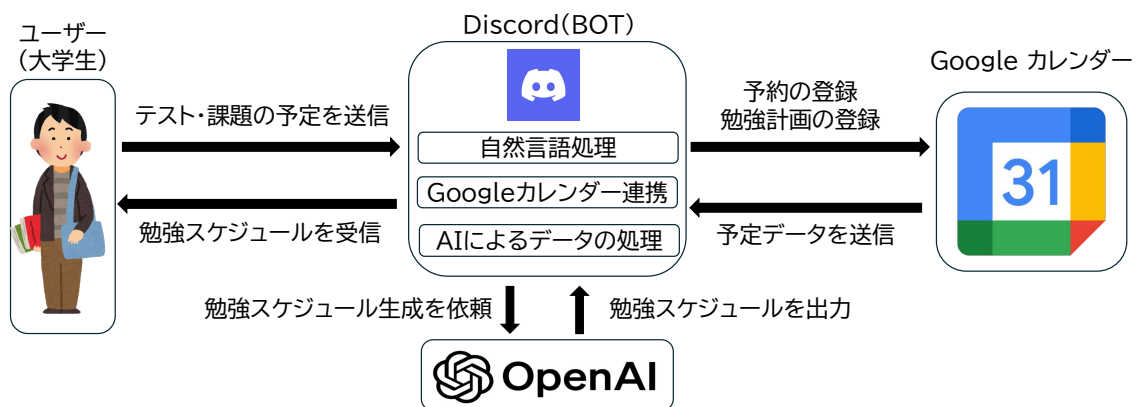 ユーザー
(大学生)
Discord(BOT)
Google カレンダー
テスト・課題の予定を送信
勉強スケジュールを受信
自然言語処理
Googleカレンダー連携
AIによるデータの処理
予約の登録
勉強計画の登録
予定データを送信
31
勉強スケジュール生成を依頼
勉強スケジュールを出力
OpenAI